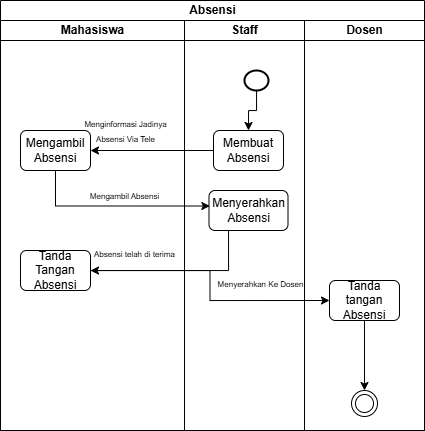 Absensi
Mahasiswa
Staff
Dosen
Menginformasi Jadinya
Absensi Via Tele
Mengambil
Absensi
Membuat
Absensi
Mengambil Absensi
Menyerahkan
Absensi
Absensi telah di terima
Tanda
Tangan
Absensi
Menyerahkan Ke Dosen
Tanda
tangan
Absensi